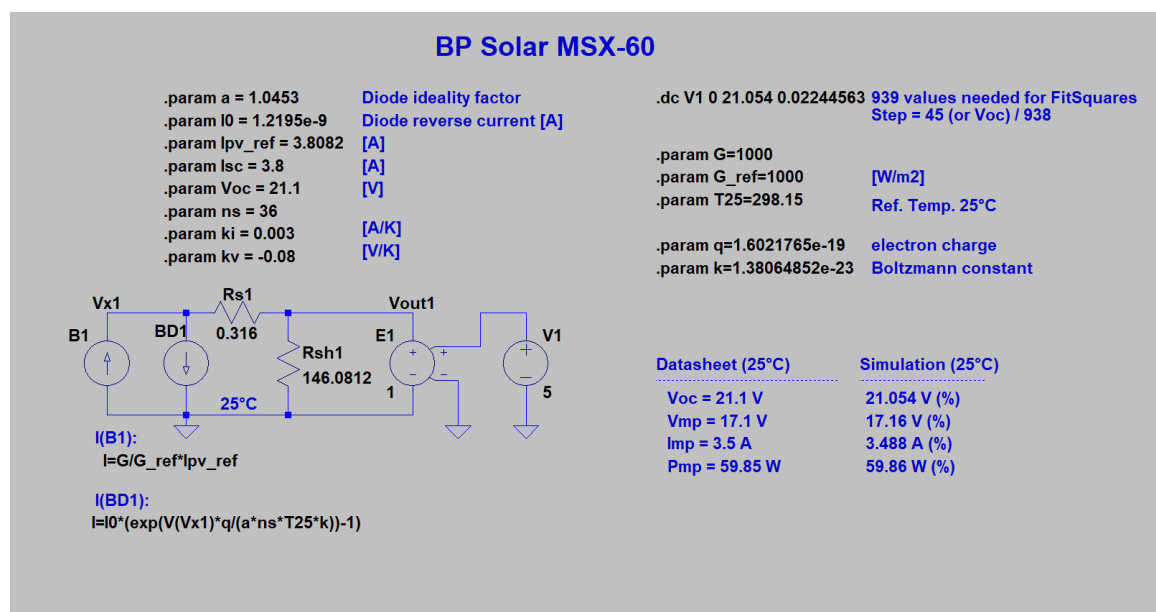 BP Solar MSX-60
.param a = 1.0453 Diode ideality factor
.param I0 = 1.2195e-9 Diode reverse current [A]
.param Ipv_ref = 3.8082 [A]
.param Isc = 3.8 [A]
.param Voc = 21.1 [V]
.param ns = 36
.param ki = 0.003 [A/K]
.param kv = -0.08 [V/K]
.dc V1 0 21.054 0.02244563 939 values needed for FitSquares
Step = 45 (or Voc) / 938
.param G=1000
.param G_ref=1000 [W/m2]
.param T25=298.15 Ref. Temp. 25°C
.param q=1.6021765e-19 electron charge
.param k=1.38064852e-23 Boltzmann constant
Vx1 Rs1 Vout1
B1 BD1 0.316 E1 V1
Rsh1
146.0812
1 5
25°C
I(B1):
I=G/G_ref*Ipv_ref
I(BD1):
I=I0*(exp(V(Vx1)*q/(a*ns*T25*k))-1)
Datasheet (25°C) Simulation (25°C)
Voc = 21.1 V 21.054 V (%)
Vmp = 17.1 V 17.16 V (%)
Imp = 3.5 A 3.488 A (%)
Pmp = 59.85 W 59.86 W (%)